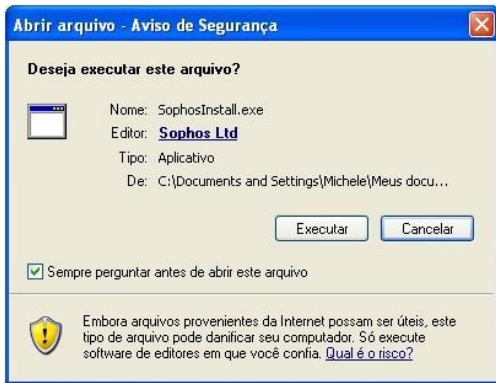 Abrir arquivo - Aviso de Segurança
Deseja executar este arquivo?
Nome: SophosInstall.exe
Editor: Sophos Ltd
Tipo: Aplicativo
De: C:\Documents and Settings\Michele\Meus docu...
Executar Cancelar
Sempre perguntar antes de abrir este arquivo
Embora arquivos provenientes da Internet possam ser úteis, este
tipo de arquivo pode danificar seu computador. Só execute
software de editores em que você confia. Qual é o risco?